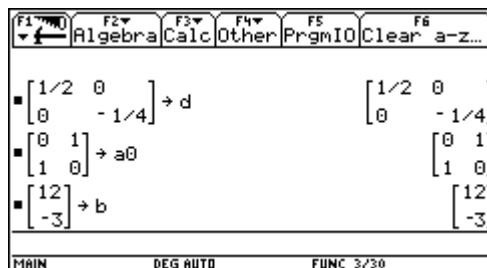 F1 F2 F3 F4 F5 F6
Algebra Calc Other PrgmIO Clear a-z...
[1/2 0
0 -1/4] → d [1/2 0
0 -1/4
[0 1
1 0] → a0 [0 1
1 0
[12
-3] → b [12
-3
MAIN DEG AUTO FUNC 3/30